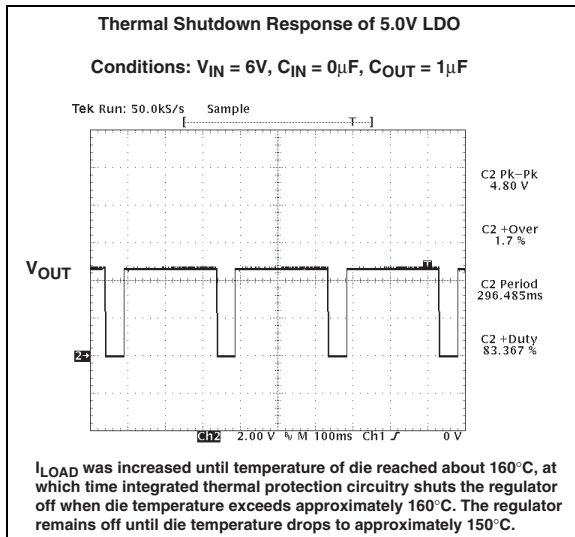 Thermal Shutdown Response of 5.0V LDO
Conditions: VIN = 6V, CIN = 0μF, COUT = 1μF
Tek Run: 50.0kS/s Sample
[ T ]
C2 Pk–Pk
4.80 V
C2 +Over
1.7 %
VOUT
T
C2 Period
296.485ms
C2 +Duty
83.367 %
2→
Ch2 2.00 V M 100ms Ch1 0 V
ILOAD was increased until temperature of die reached about 160°C, at
which time integrated thermal protection circuitry shuts the regulator
off when die temperature exceeds approximately 160°C. The regulator
remains off until die temperature drops to approximately 150°C.